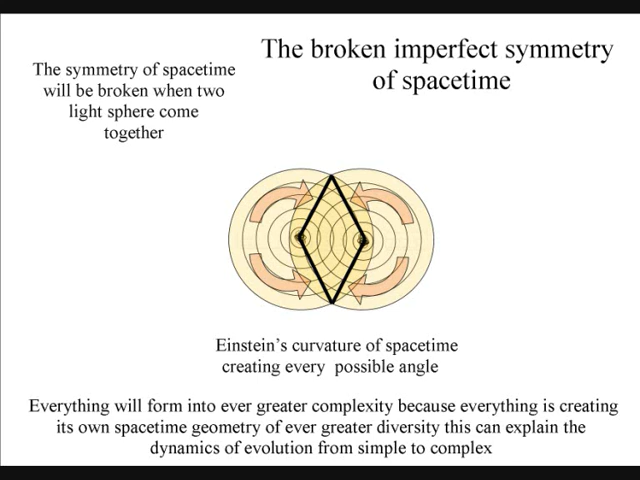 The broken imperfect symmetry
of spacetime
The symmetry of spacetime
will be broken when two
light sphere come
together
Einstein’s curvature of spacetime
creating every possible angle
Everything will form into ever greater complexity because everything is creating
its own spacetime geometry of ever greater diversity this can explain the
dynamics of evolution from simple to complex